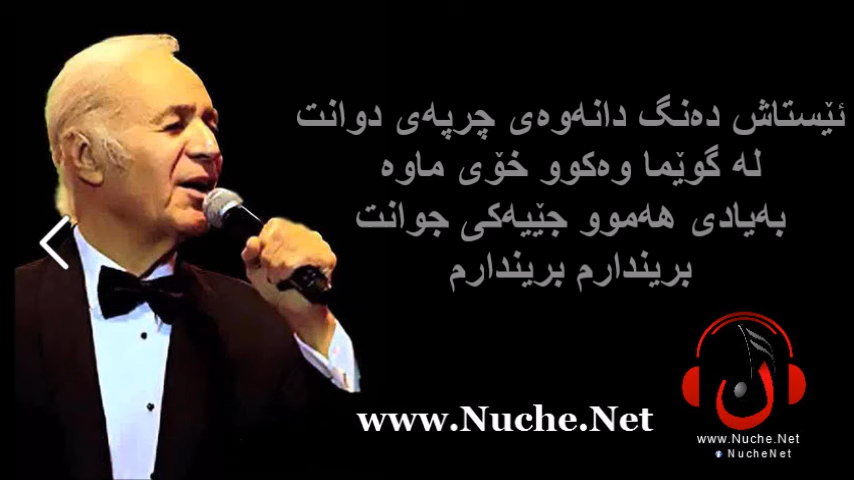 ئێستاش دەنگ دانەوەی چرپەی دوانت
لە گوێما وەکوو خۆی ماوە
بەیادی هەموو جێیەکی جوانت
بریندارم بریندارم
www.Nuche.Net
www.Nuche.Net
NucheNet